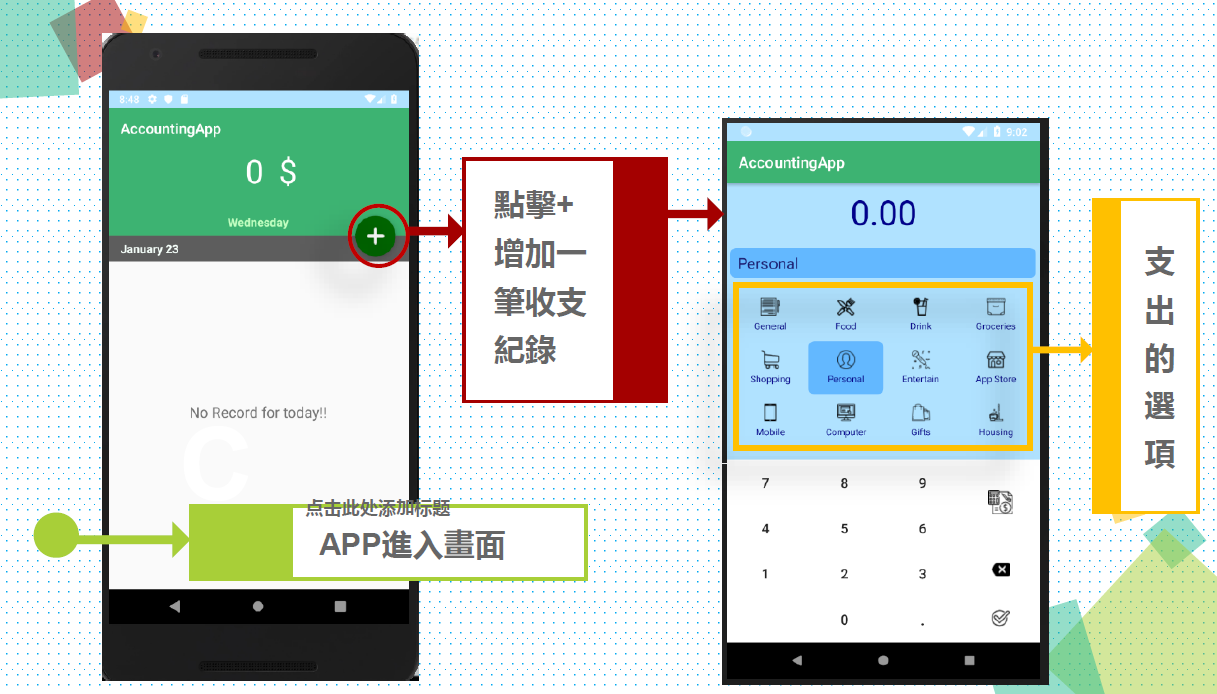 8:48
AccountingApp
0 $
Wednesday
January 23
+
No Record for today!!
C
点击此处添加标题
APP進入畫面
點擊+
增加一
筆收支
紀錄
9:02
AccountingApp
0.00
Personal
General Food Drink Groceries
Shopping Personal Entertain App Store
Mobile Computer Gifts Housing
7 8 9
4 5 6
1 2 3
0 .
支
出
的
選
項